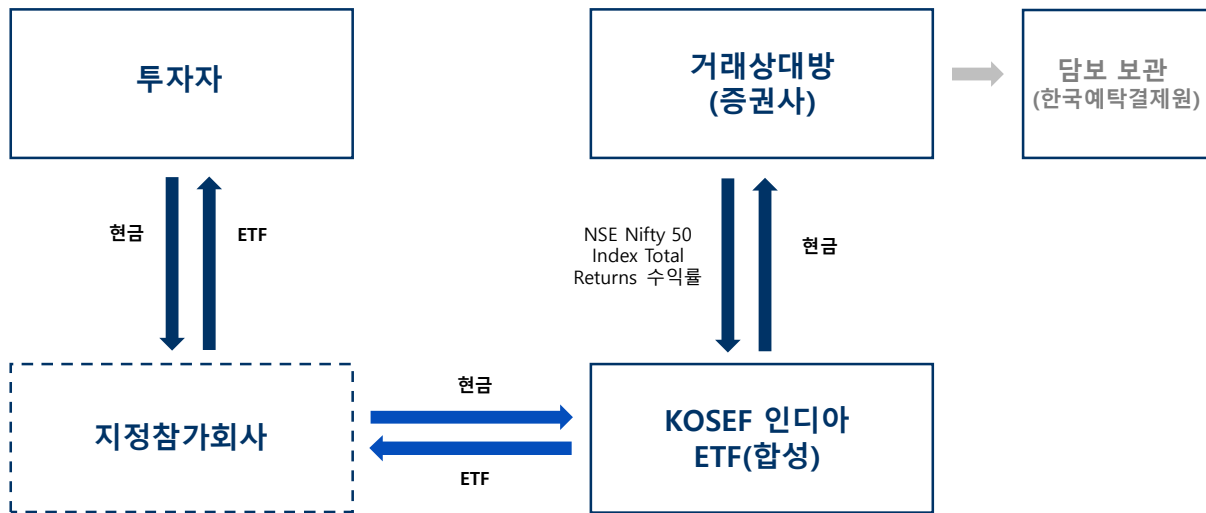 투자자
거래상대방
(증권사)
담보 보관
(한국예탁결제원)
현금
ETF
NSE Nifty 50
Index Total
Returns 수익률
현금
지정참가회사
현금
ETF
KOSEF 인디아
ETF(합성)